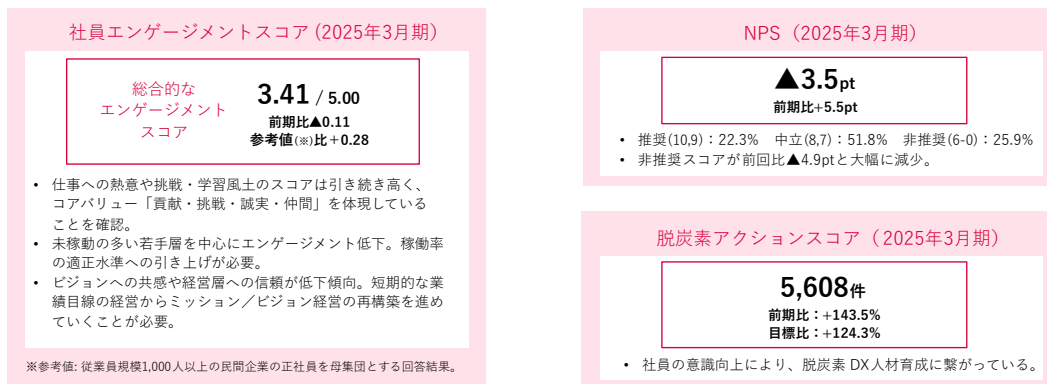 社員エンゲージメントスコア (2025年3月期)
総合的な
エンゲージメント
スコア
3.41 / 5.00
前期比▲0.11
参考値(※)比＋0.28
• 仕事への熱意や挑戦・学習風土のスコアは引き続き高く、
コアバリュー「貢献・挑戦・誠実・仲間」を体現している
ことを確認。
• 未稼働の多い若手層を中心にエンゲージメント低下。稼働率
の適正水準への引き上げが必要。
• ビジョンへの共感や経営層への信頼が低下傾向。短期的な業
績目線の経営からミッション／ビジョン経営の再構築を進め
ていくことが必要。
※参考値: 従業員規模1,000人以上の民間企業の正社員を母集団とする回答結果。
NPS（2025年3月期）
▲3.5pt
前期比+5.5pt
• 推奨(10,9)：22.3%　中立(8,7)：51.8%　非推奨(6-0)：25.9%
• 非推奨スコアが前回比▲4.9ptと大幅に減少。
脱炭素アクションスコア（2025年3月期）
5,608件
前期比：+143.5%
目標比：+124.3%
• 社員の意識向上により、脱炭素 DX人材育成に繋がっている。